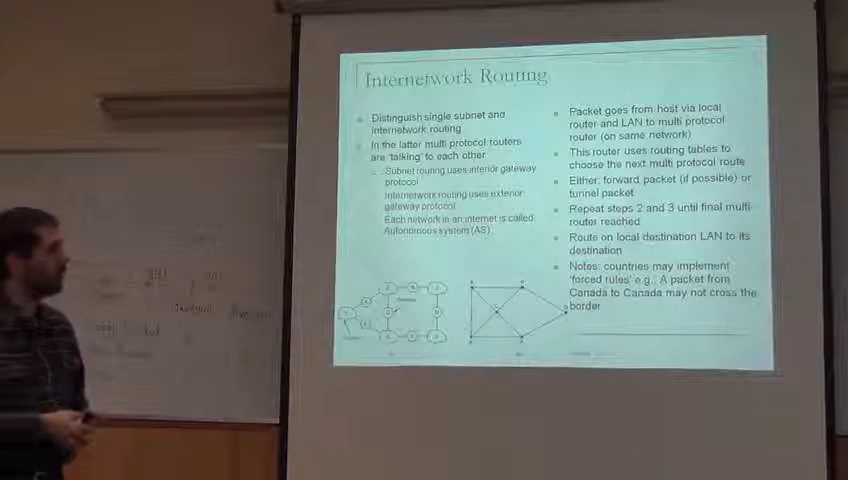 Internetwork Routing
Distinguish single subnet and
internetwork routing
In the latter multi protocol routers
are 'talking' to each other
Subnet routing uses interior gateway
protocol
Internetwork routing uses exterior
gateway protocol
Each network in an internet is called
Autonomous system (AS)
Packet goes from host via local
router and LAN to multi protocol
router (on same network)
This router uses routing tables to
choose the next multi protocol route
Either: forward packet (if possible) or
tunnel packet
Repeat steps 2 and 3 until final multi-
router reached
Route on local destination LAN to its
destination
Notes: countries may implement
'forced rules' e.g.: A packet from
Canada to Canada may not cross the
border